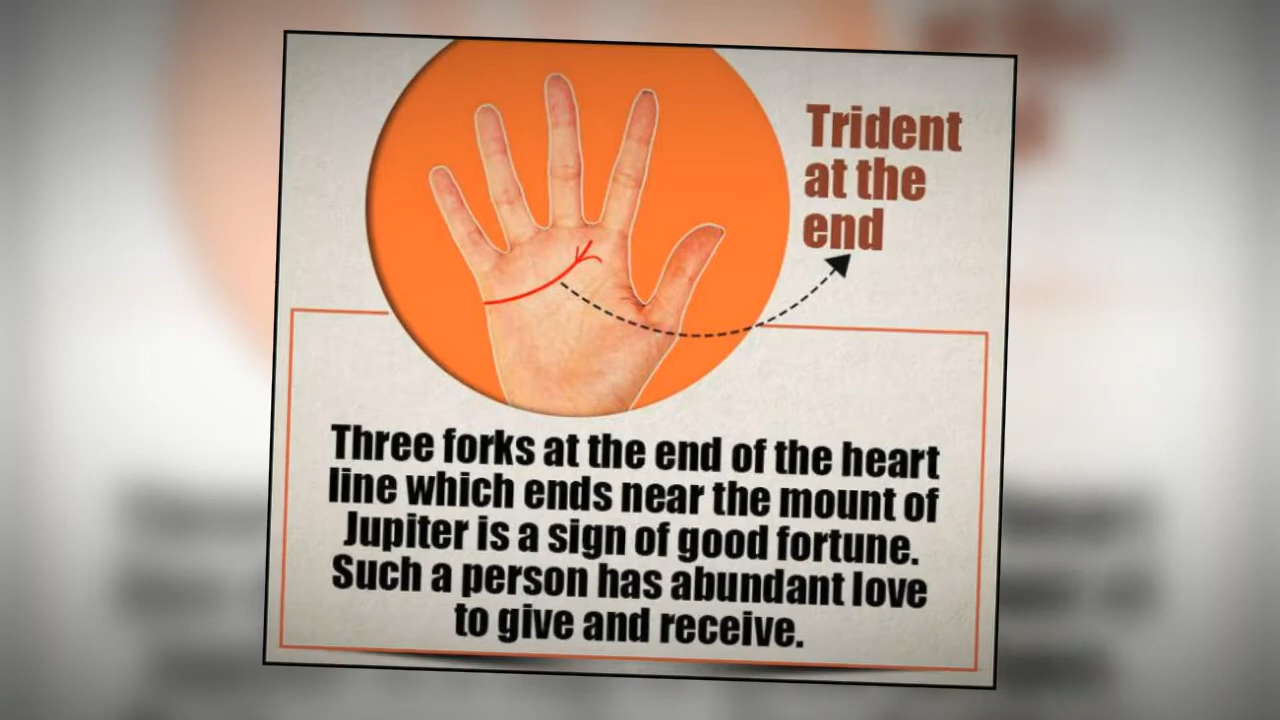 Trident
at the
end
Three forks at the end of the heart
line which ends near the mount of
Jupiter is a sign of good fortune.
Such a person has abundant love
to give and receive.